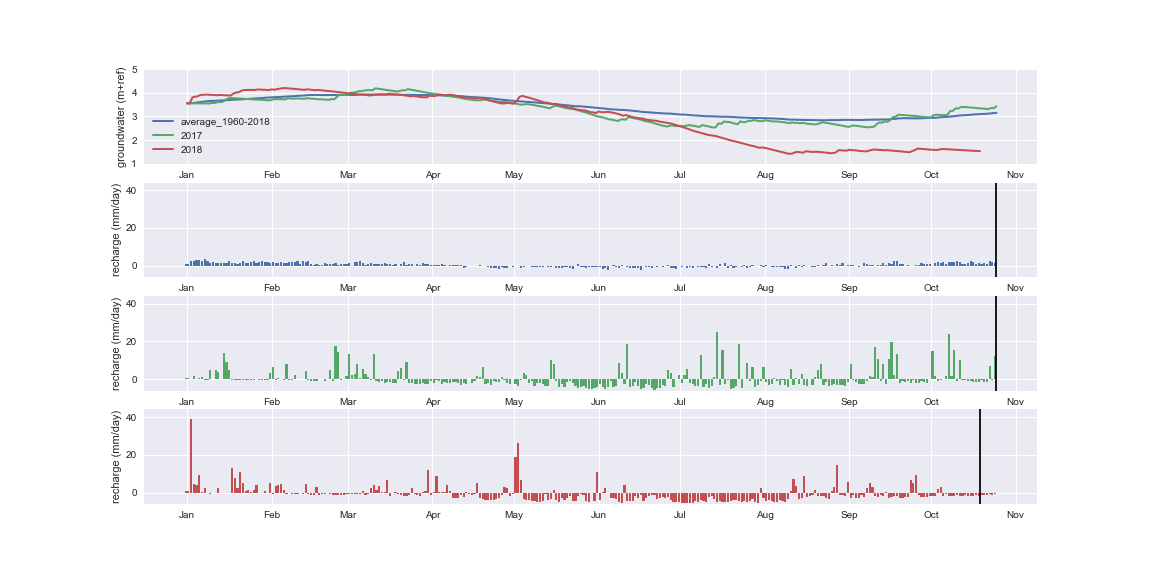 groundwater (m+ref)
5
4
3
2
1
average_1960-2018
2017
2018
Jan Feb Mar Apr May Jun Jul Aug Sep Oct Nov
recharge (mm/day)
40
20
0
Jan Feb Mar Apr May Jun Jul Aug Sep Oct Nov
recharge (mm/day)
40
20
0
Jan Feb Mar Apr May Jun Jul Aug Sep Oct Nov
recharge (mm/day)
40
20
0
Jan Feb Mar Apr May Jun Jul Aug Sep Oct Nov